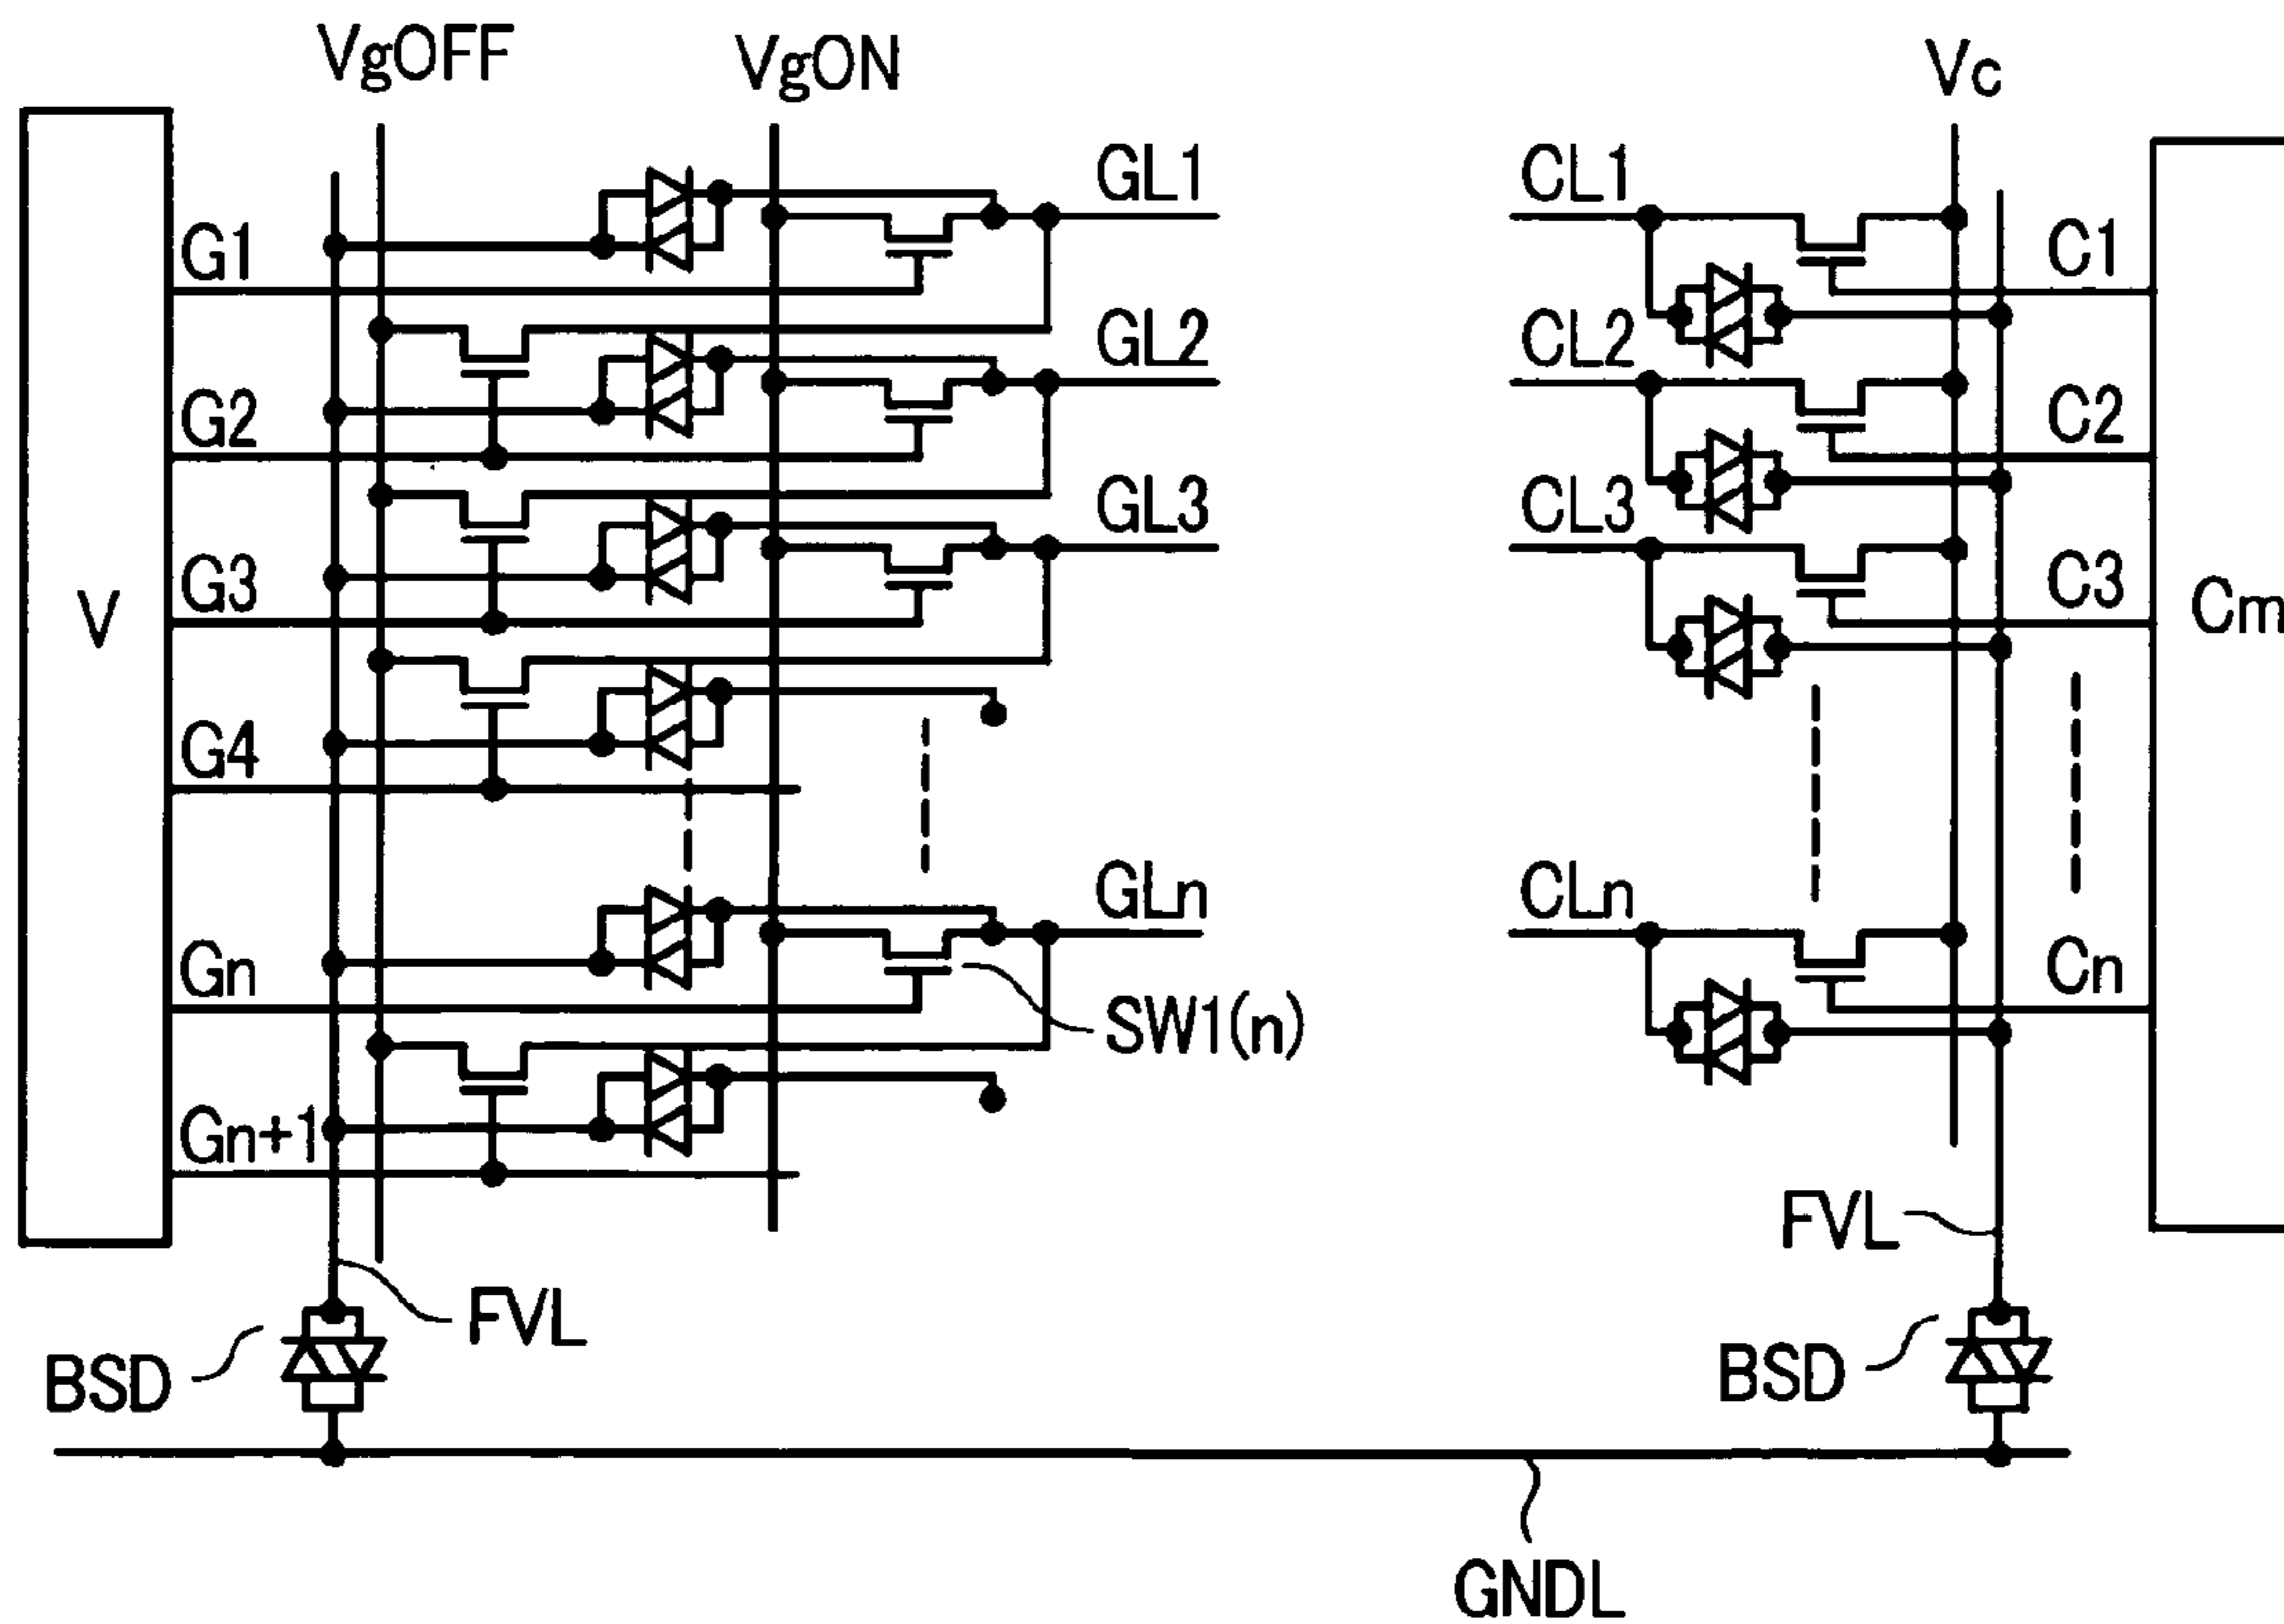 VgOFF VgON Vc
GL1 CL1
G1 C1
GL2 CL2
G2 C2
GL3 CL3
G3 C3
V Cm
G4
GLn CLn
Gn Cn
SW1(n)
Gn+1
FVL
FVL
BSD BSD
GNDL